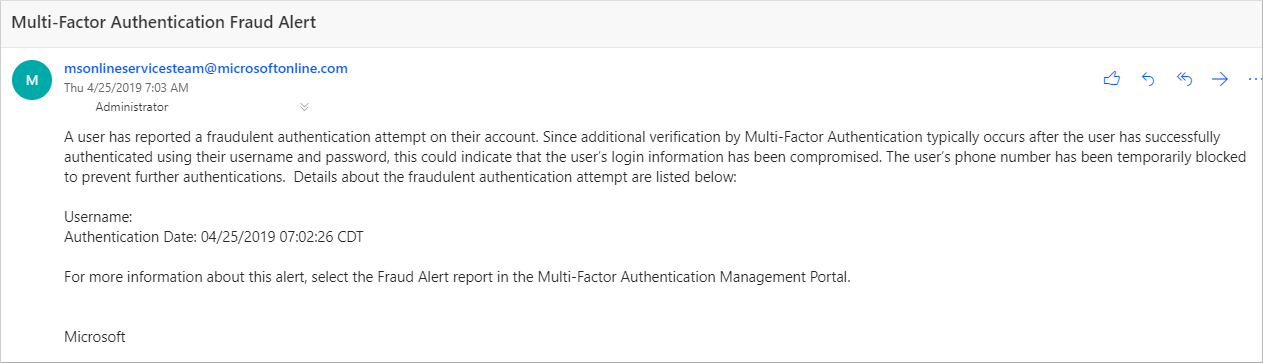 Multi-Factor Authentication Fraud Alert
M
msonlineservicesteam@microsoftonline.com
Thu 4/25/2019 7:03 AM
Administrator
A user has reported a fraudulent authentication attempt on their account. Since additional verification by Multi-Factor Authentication typically occurs after the user has successfully
authenticated using their username and password, this could indicate that the user’s login information has been compromised. The user’s phone number has been temporarily blocked
to prevent further authentications.  Details about the fraudulent authentication attempt are listed below:
Username:
Authentication Date: 04/25/2019 07:02:26 CDT
For more information about this alert, select the Fraud Alert report in the Multi-Factor Authentication Management Portal.
Microsoft